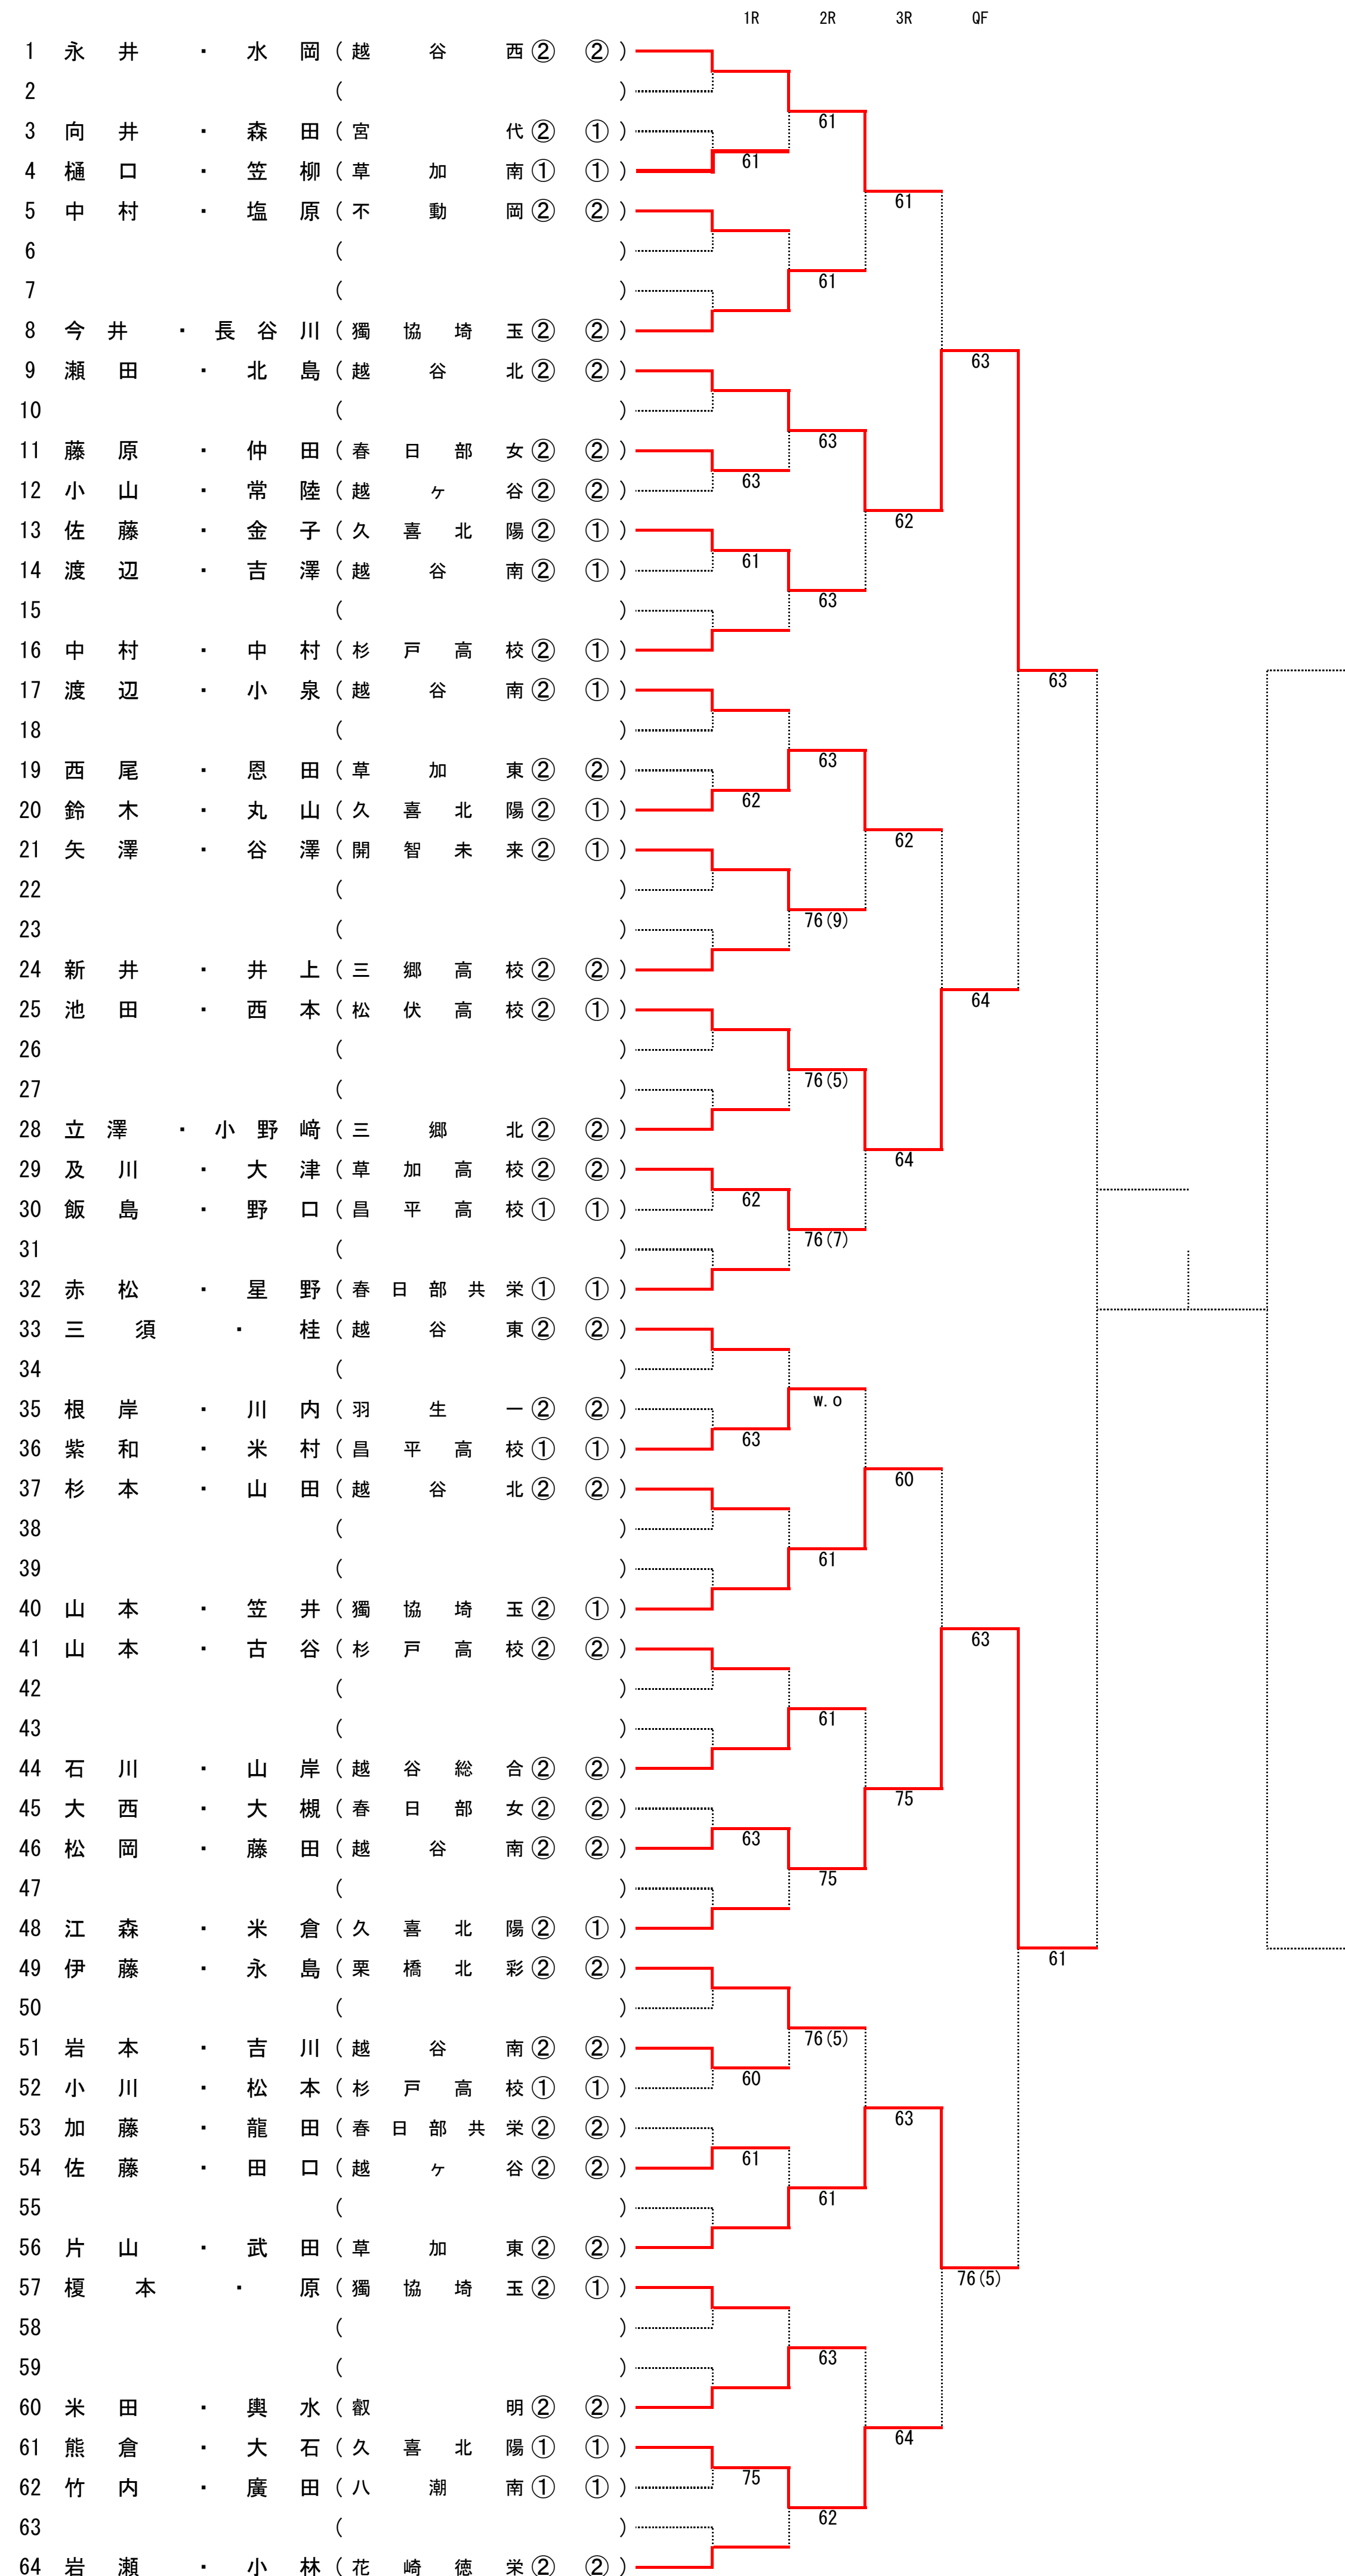 1R 2R 3R QF
1 永井・水岡(越谷西② ②)
2 ( )
61
3 向井・森田(宮代② ①)
61
4 樋口・笠柳(草加南① ①)
61
5 中村・塩原(不動岡② ②)
6 ( )
61
7 ( )
8 今井・長谷川(獨協埼玉② ②)
63
9 瀬田・北島(越谷北② ②)
10 ( )
63
11 藤原・仲田(春日部女② ②)
63
12 小山・常陸(越ヶ谷② ②)
62
13 佐藤・金子(久喜北陽② ①)
61
14 渡辺・吉澤(越谷南② ①)
63
15 ( )
16 中村・中村(杉戸高校② ①)
63
17 渡辺・小泉(越谷南② ①)
18 ( )
63
19 西尾・恩田(草加東② ②)
62
20 鈴木・丸山(久喜北陽② ①)
62
21 矢澤・谷澤(開智未来② ①)
22 ( )
76(9)
23 ( )
24 新井・井上(三郷高校② ②)
64
25 池田・西本(松伏高校② ①)
26 ( )
76(5)
27 ( )
28 立澤・小野﨑(三郷北② ②)
64
29 及川・大津(草加高校② ②)
62
30 飯島・野口(昌平高校① ①)
76(7)
31 ( )
32 赤松・星野(春日部共栄① ①)
33 三須・桂(越谷東② ②)
34 ( )
w.o
35 根岸・川内(羽生一② ②)
63
36 紫和・米村(昌平高校① ①)
60
37 杉本・山田(越谷北② ②)
38 ( )
61
39 ( )
40 山本・笠井(獨協埼玉② ①)
63
41 山本・古谷(杉戸高校② ②)
42 ( )
61
43 ( )
44 石川・山岸(越谷総合② ②)
75
45 大西・大槻(春日部女② ②)
63
46 松岡・藤田(越谷南② ②)
75
47 ( )
48 江森・米倉(久喜北陽② ①)
61
49 伊藤・永島(栗橋北彩② ②)
50 ( )
76(5)
51 岩本・吉川(越谷南② ②)
60
52 小川・松本(杉戸高校① ①)
63
53 加藤・龍田(春日部共栄② ②)
61
54 佐藤・田口(越ヶ谷② ②)
61
55 ( )
56 片山・武田(草加東② ②)
76(5)
57 榎本・原(獨協埼玉② ①)
58 ( )
63
59 ( )
60 米田・輿水(叡明② ②)
64
61 熊倉・大石(久喜北陽① ①)
75
62 竹内・廣田(八潮南① ①)
62
63 ( )
64 岩瀬・小林(花崎徳栄② ②)